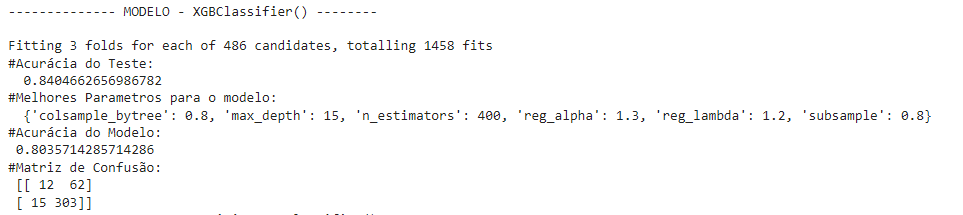 -------------- MODELO - XGBClassifier() --------
Fitting 3 folds for each of 486 candidates, totalling 1458 fits
#Acurácia do Teste:
0.8404662656986782
#Melhores Parametros para o modelo:
{'colsample_bytree': 0.8, 'max_depth': 15, 'n_estimators': 400, 'reg_alpha': 1.3, 'reg_lambda': 1.2, 'subsample': 0.8}
#Acurácia do Modelo:
0.8035714285714286
#Matriz de Confusão:
[[ 12  62]
[ 15 303]]